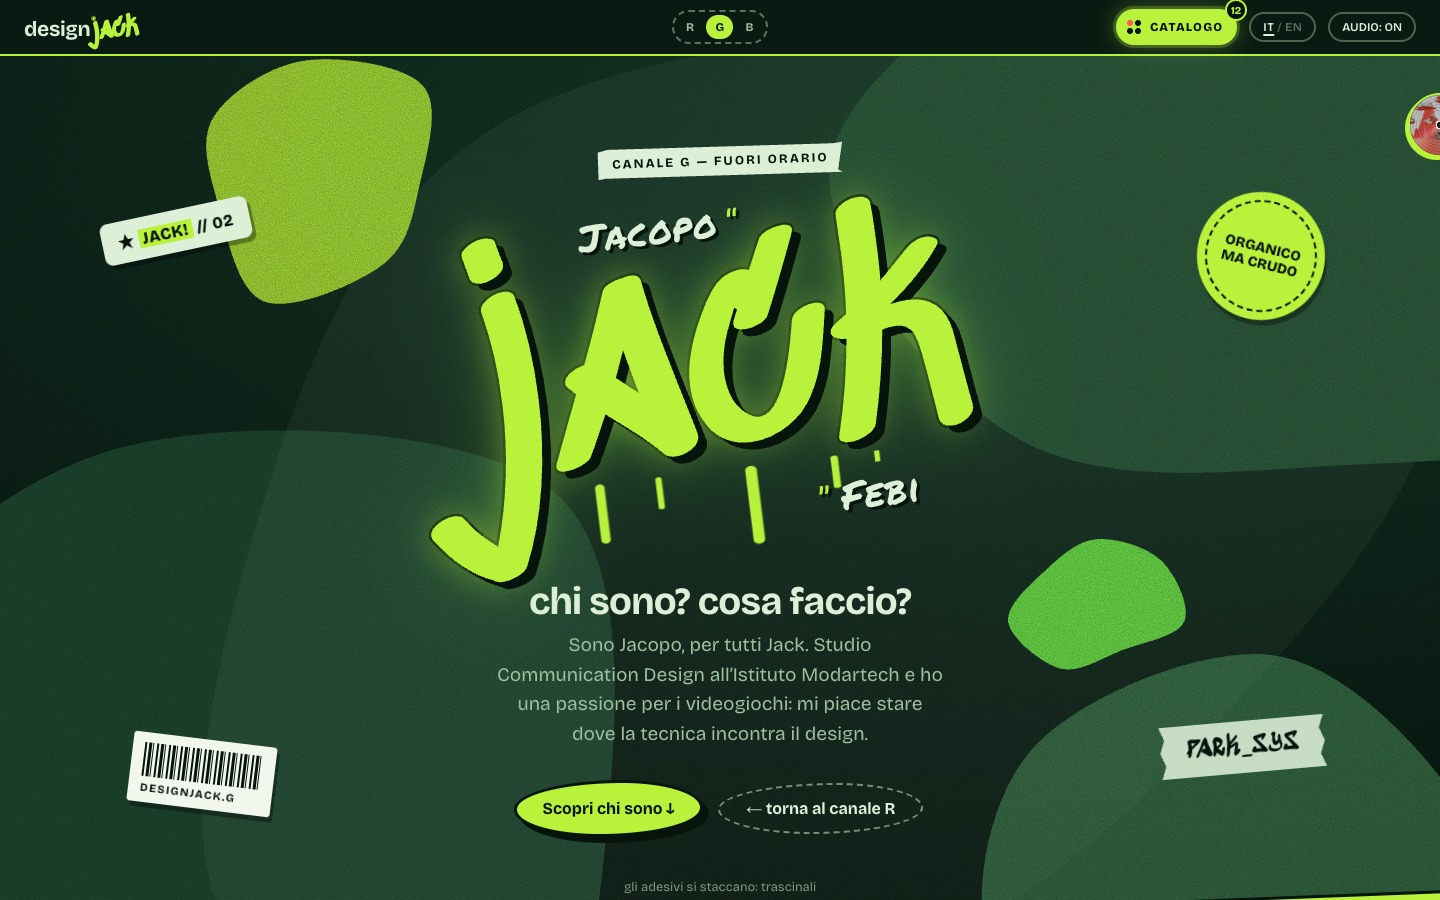 designjack
R G B
CATALOGO 12
IT / EN
AUDIO: ON
CANALE G — FUORI ORARIO
★ JACK! // 02
JACOPO "
jACK
" FEBI
ORGANICO
MA CRUDO
chi sono? cosa faccio?
Sono Jacopo, per tutti Jack. Studio
Communication Design all'Istituto Modartech e ho
una passione per i videogiochi: mi piace stare
dove la tecnica incontra il design.
PARK_SYS
DESIGNJACK.G
Scopri chi sono ↓
← torna al canale R
gli adesivi si staccano: trascinali